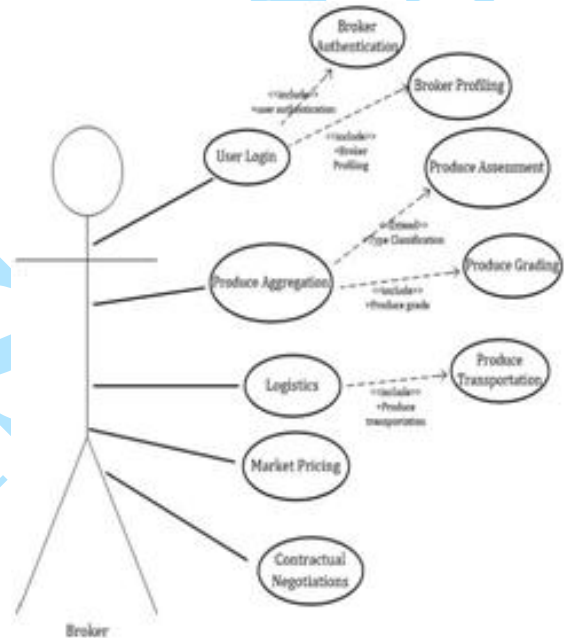 Broker
Authentication
<<include>>
+user authentication
Broker Profiling
User Login
<<include>>
+Broker
Profiling
Produce Assessment
<<Extend>>
+Type Classification
Produce Aggregation
Produce Grading
<<include>>
+Produce grade
Produce
Transportation
Logistics
<<include>>
+Produce
transportation
Market Pricing
Contractual
Negotiations
Broker